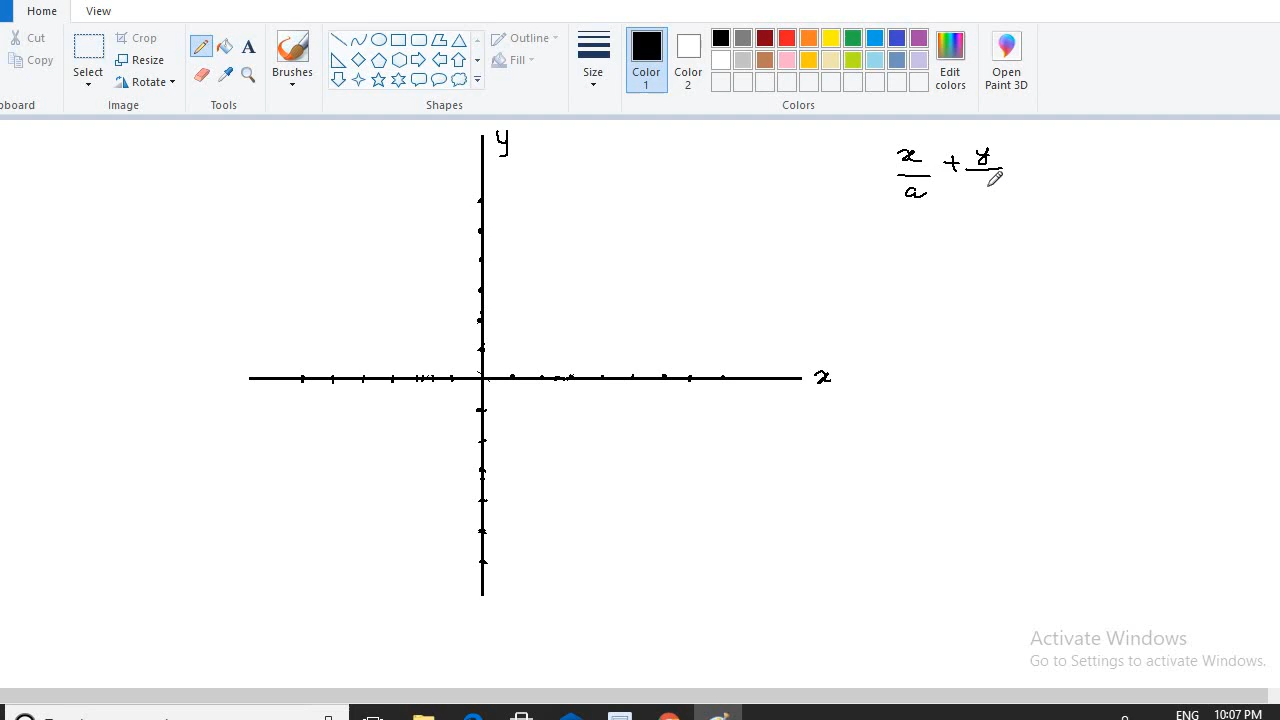 Home View
Cut
Copy
Crop
Resize
Rotate
Select
Brushes
Outline
Fill
Size
Color 1
Color 2
Edit colors
Open Paint 3D
board Image Tools Shapes Colors
y
x
x/a + y/
Activate Windows
Go to Settings to activate Windows.
ENG 10:07 PM